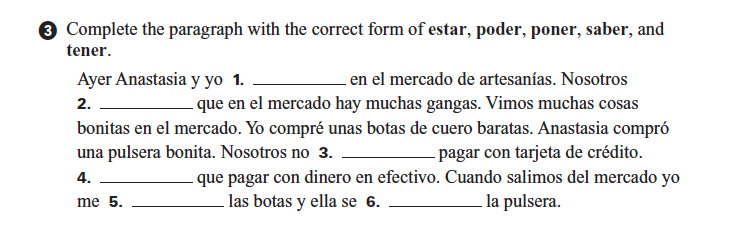 3 Complete the paragraph with the correct form of estar, poder, poner, saber, and
tener.
Ayer Anastasia y yo 1. __________ en el mercado de artesanías. Nosotros
2. __________ que en el mercado hay muchas gangas. Vimos muchas cosas
bonitas en el mercado. Yo compré unas botas de cuero baratas. Anastasia compró
una pulsera bonita. Nosotros no 3. __________ pagar con tarjeta de crédito.
4. __________ que pagar con dinero en efectivo. Cuando salimos del mercado yo
me 5. __________ las botas y ella se 6. __________ la pulsera.